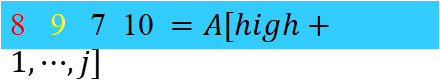 8 9 7 10 = A[high +
1,⋯,j]